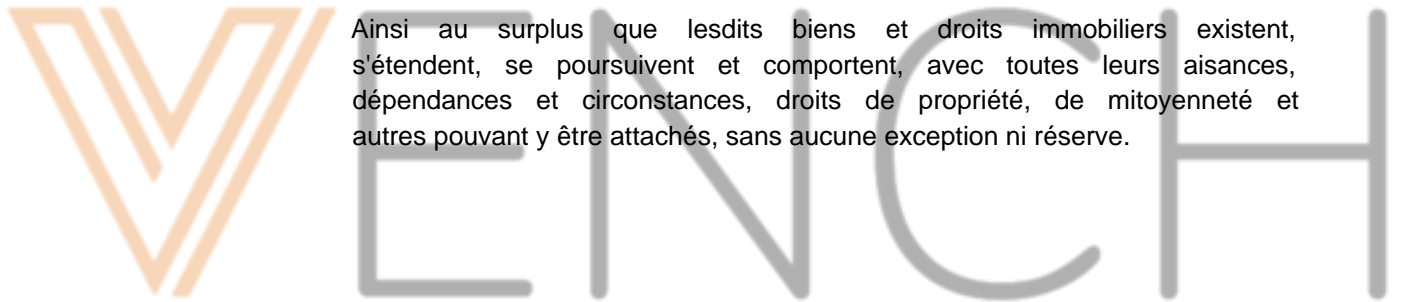 Ainsi au surplus que lesdits biens et droits immobiliers existent,
s'étendent, se poursuivent et comportent, avec toutes leurs aisances,
dépendances et circonstances, droits de propriété, de mitoyenneté et
autres pouvant y être attachés, sans aucune exception ni réserve.
VENCH